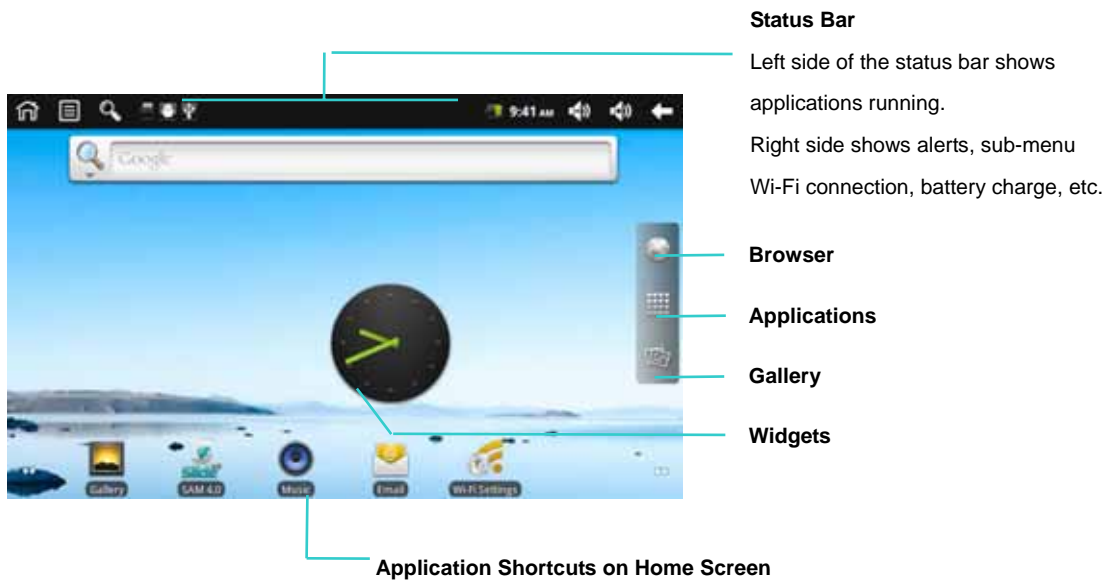 Status Bar
Left side of the status bar shows
applications running.
Right side shows alerts, sub-menu
Wi-Fi connection, battery charge, etc.
9:41 AM
Google
Browser
Applications
Gallery
Widgets
Gallery
SAM 4.0
Music
Email
Wi-Fi Settings
Application Shortcuts on Home Screen